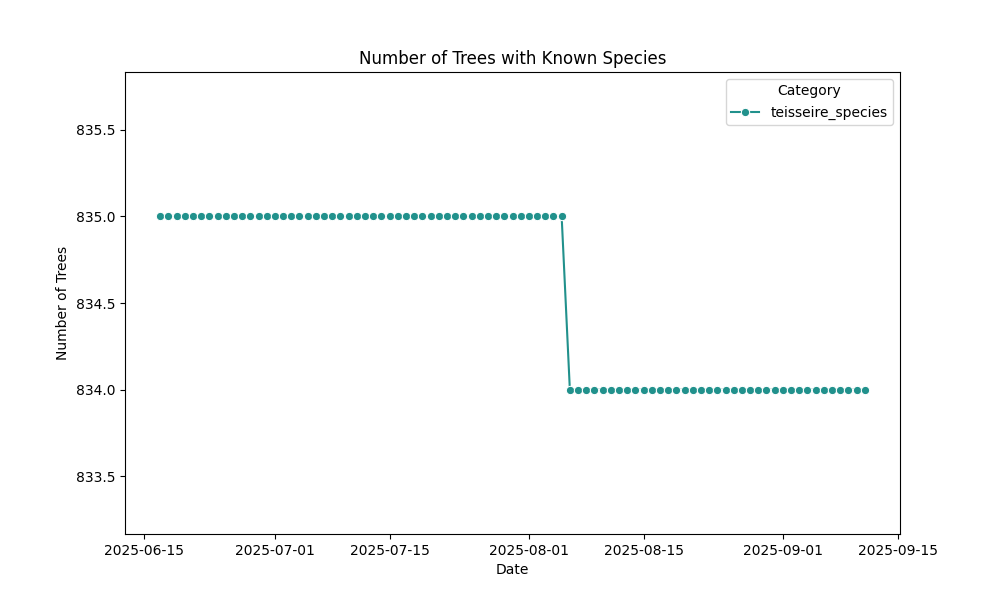 Number of Trees with Known Species
Category
teisseire_species
835.5
835.0
834.5
834.0
833.5
Number of Trees
2025-06-15
2025-07-01
2025-07-15
2025-08-01
2025-08-15
2025-09-01
2025-09-15
Date